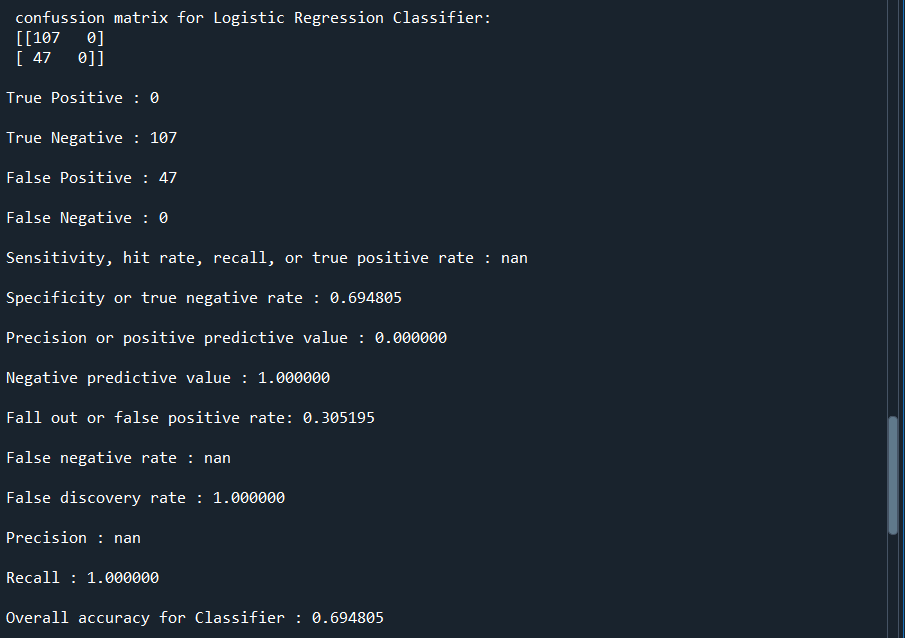 confussion matrix for Logistic Regression Classifier:
[[107   0]
[ 47   0]]
True Positive : 0
True Negative : 107
False Positive : 47
False Negative : 0
Sensitivity, hit rate, recall, or true positive rate : nan
Specificity or true negative rate : 0.694805
Precision or positive predictive value : 0.000000
Negative predictive value : 1.000000
Fall out or false positive rate: 0.305195
False negative rate : nan
False discovery rate : 1.000000
Precision : nan
Recall : 1.000000
Overall accuracy for Classifier : 0.694805